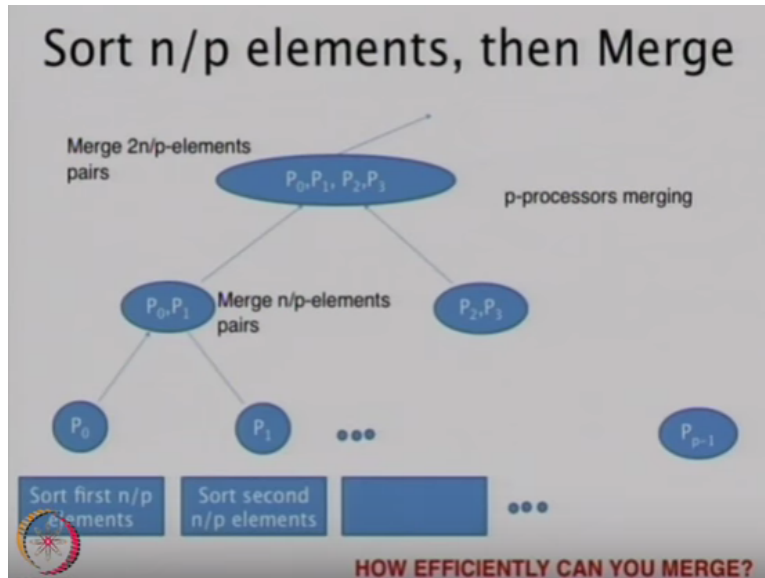 Sort n/p elements, then Merge
Merge 2n/p-elements
pairs
P₀,P₁, P₂,P₃
p-processors merging
P₀,P₁
Merge n/p-elements
pairs
P₂,P₃
P₀
P₁
Pₚ₋₁
Sort first n/p
elements
Sort second
n/p elements
HOW EFFICIENTLY CAN YOU MERGE?